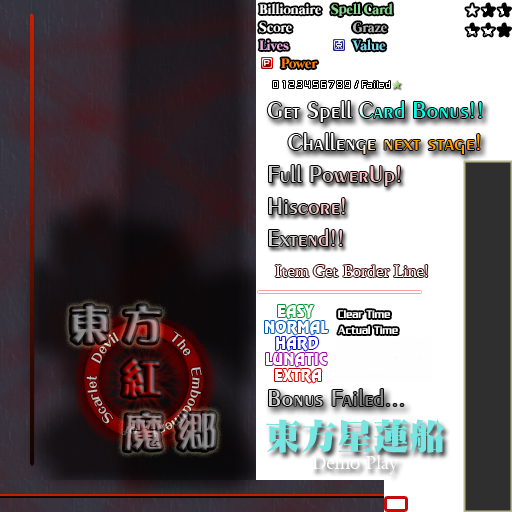 Billionaire Spell Card
Score Graze
Lives Value
P Power
0123456789/Failed
Get Spell Card Bonus!!
Challenge next stage!
Full PowerUp!
Hiscore!
Extend!!
Item Get Border Line!
EASY
NORMAL
HARD
LUNATIC
EXTRA
Clear Time
Actual Time
Bonus Failed...
東方星蓮船
Demo Play
東方
紅
魔郷
Scarlet Devil
The